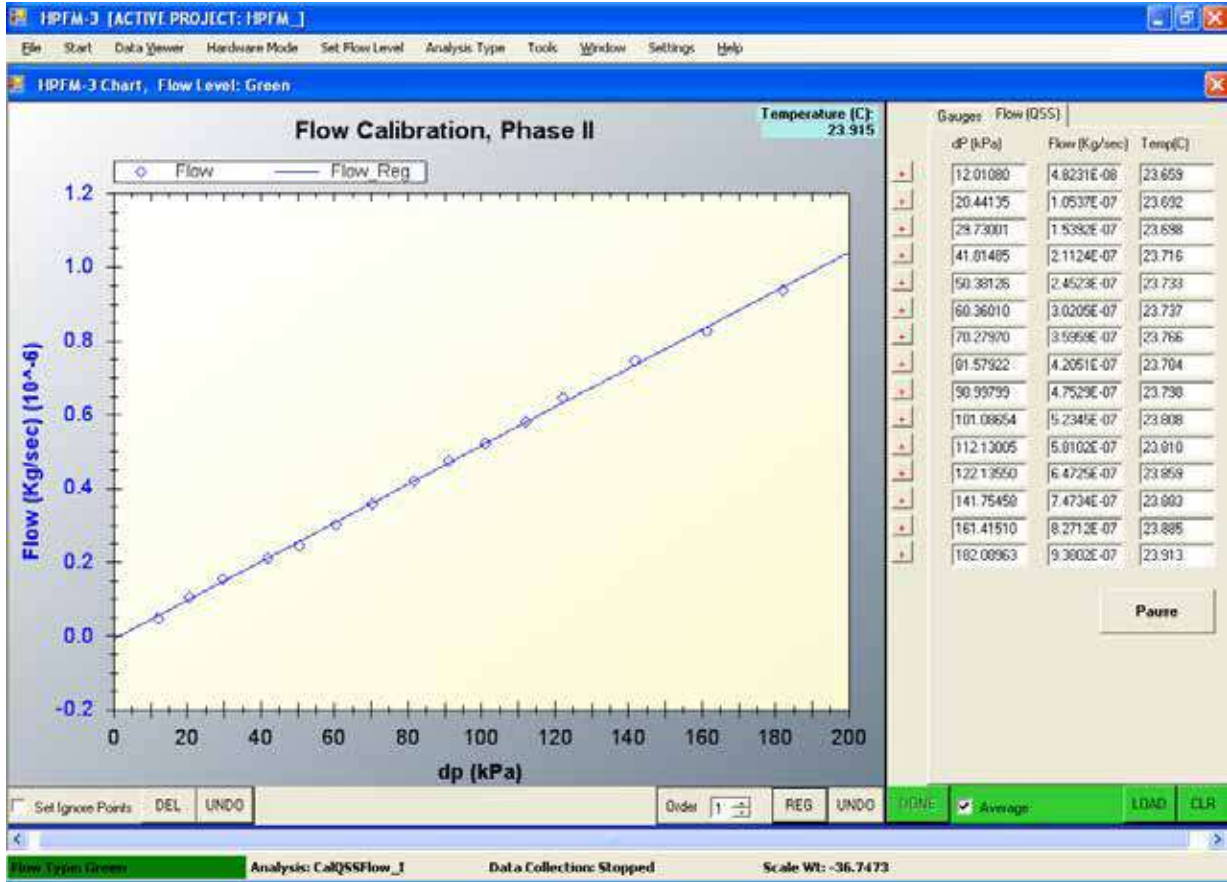 HPFM-3 [ACTIVE PROJECT: HPFM_]
File Start Data Viewer Hardware Mode Set Flow Level Analysis Type Tools Window Settings Help
HPFM-3 Chart, Flow Level: Green
Flow Calibration, Phase II
Temperature (C):
23.915
Flow Flow_Reg
1.2
1.0
0.8
0.6
0.4
0.2
0.0
-0.2
Flow (Kg/sec) (10^-6)
0 20 40 60 80 100 120 140 160 180 200
dp (kPa)
Gauges Flow (QSS)
dP (kPa) Flow (Kg/sec) Temp(C)
12.01080 4.8231E-08 23.659
20.44135 1.0537E-07 23.692
29.73001 1.5392E-07 23.698
41.81485 2.1124E-07 23.716
50.38126 2.4523E-07 23.733
60.36010 3.0205E-07 23.737
70.27970 3.5959E-07 23.766
81.57922 4.2051E-07 23.784
90.99799 4.7529E-07 23.798
101.08654 5.2345E-07 23.808
112.13005 5.8102E-07 23.810
122.13550 6.4725E-07 23.859
141.75458 7.4734E-07 23.883
161.41510 8.2712E-07 23.885
182.08963 9.3802E-07 23.913
Pause
Set Ignore Points DEL UNDO Order 1 REG UNDO DONE Average LOAD CLR
Flow Type: Green Analysis: CalQSSFlow_I Data Collection: Stopped Scale Wt: -36.7473